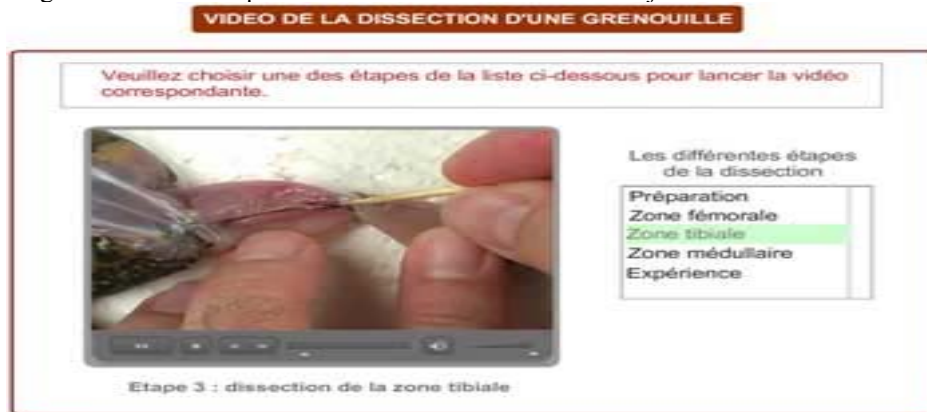 VIDEO DE LA DISSECTION D'UNE GRENOUILLE
Veuillez choisir une des étapes de la liste ci-dessous pour lancer la vidéo
correspondante.
Les différentes étapes
de la dissection
Préparation
Zone fémorale
Zone tibiale
Zone médullaire
Expérience
Etape 3 : dissection de la zone tibiale